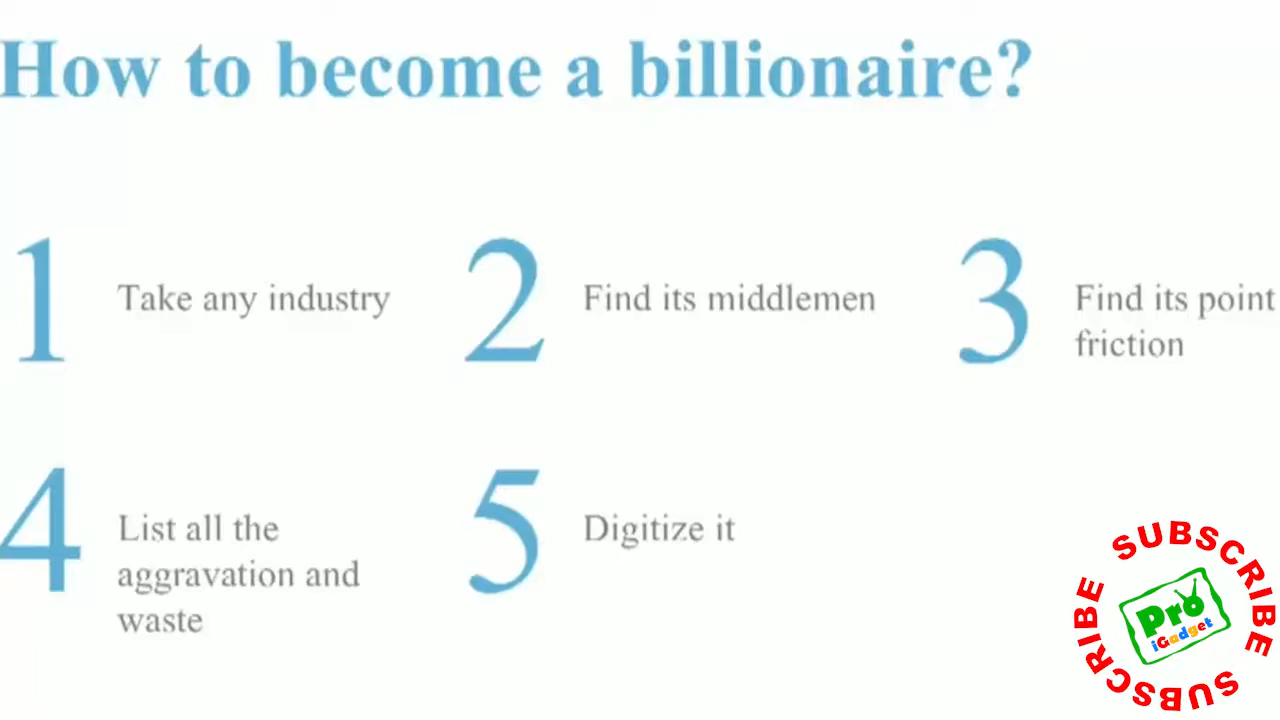 How to become a billionaire?
1
Take any industry
2
Find its middlemen
3
Find its point
friction
4
List all the
aggravation and
waste
5
Digitize it
SUBSCRIBE
SUBSCRIBE
SUBSCRIBE
Pro
iGadget